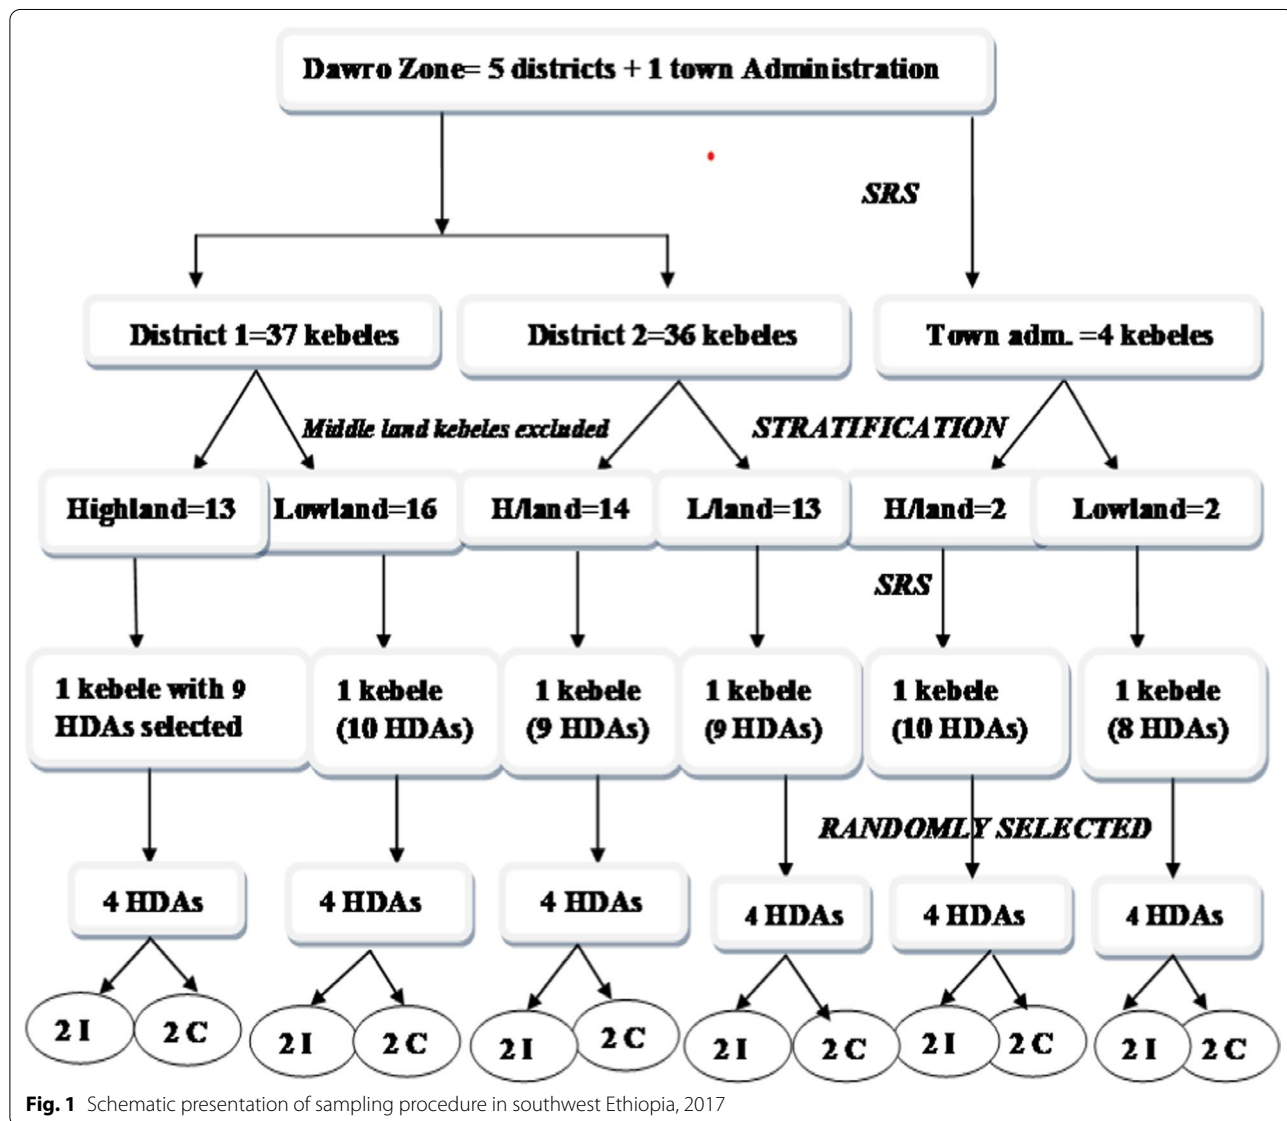 Dawro Zone= 5 districts + 1 town Administration
SRS
District 1=37 kebeles
District 2=36 kebeles
Town adm. =4 kebeles
Middle land kebeles excluded
STRATIFICATION
Highland=13
Lowland=16
H/land=14
L/land=13
H/land=2
Lowland=2
SRS
1 kebele with 9
HDAs selected
1 kebele
(10 HDAs)
1 kebele
(9 HDAs)
1 kebele
(9 HDAs)
1 kebele
(10 HDAs)
1 kebele
(8 HDAs)
RANDOMLY SELECTED
4 HDAs
4 HDAs
4 HDAs
4 HDAs
4 HDAs
4 HDAs
2 I
2 C
2 I
2 C
2 I
2 C
2 I
2 C
2 I
2 C
2 I
2 C
Fig. 1 Schematic presentation of sampling procedure in southwest Ethiopia, 2017